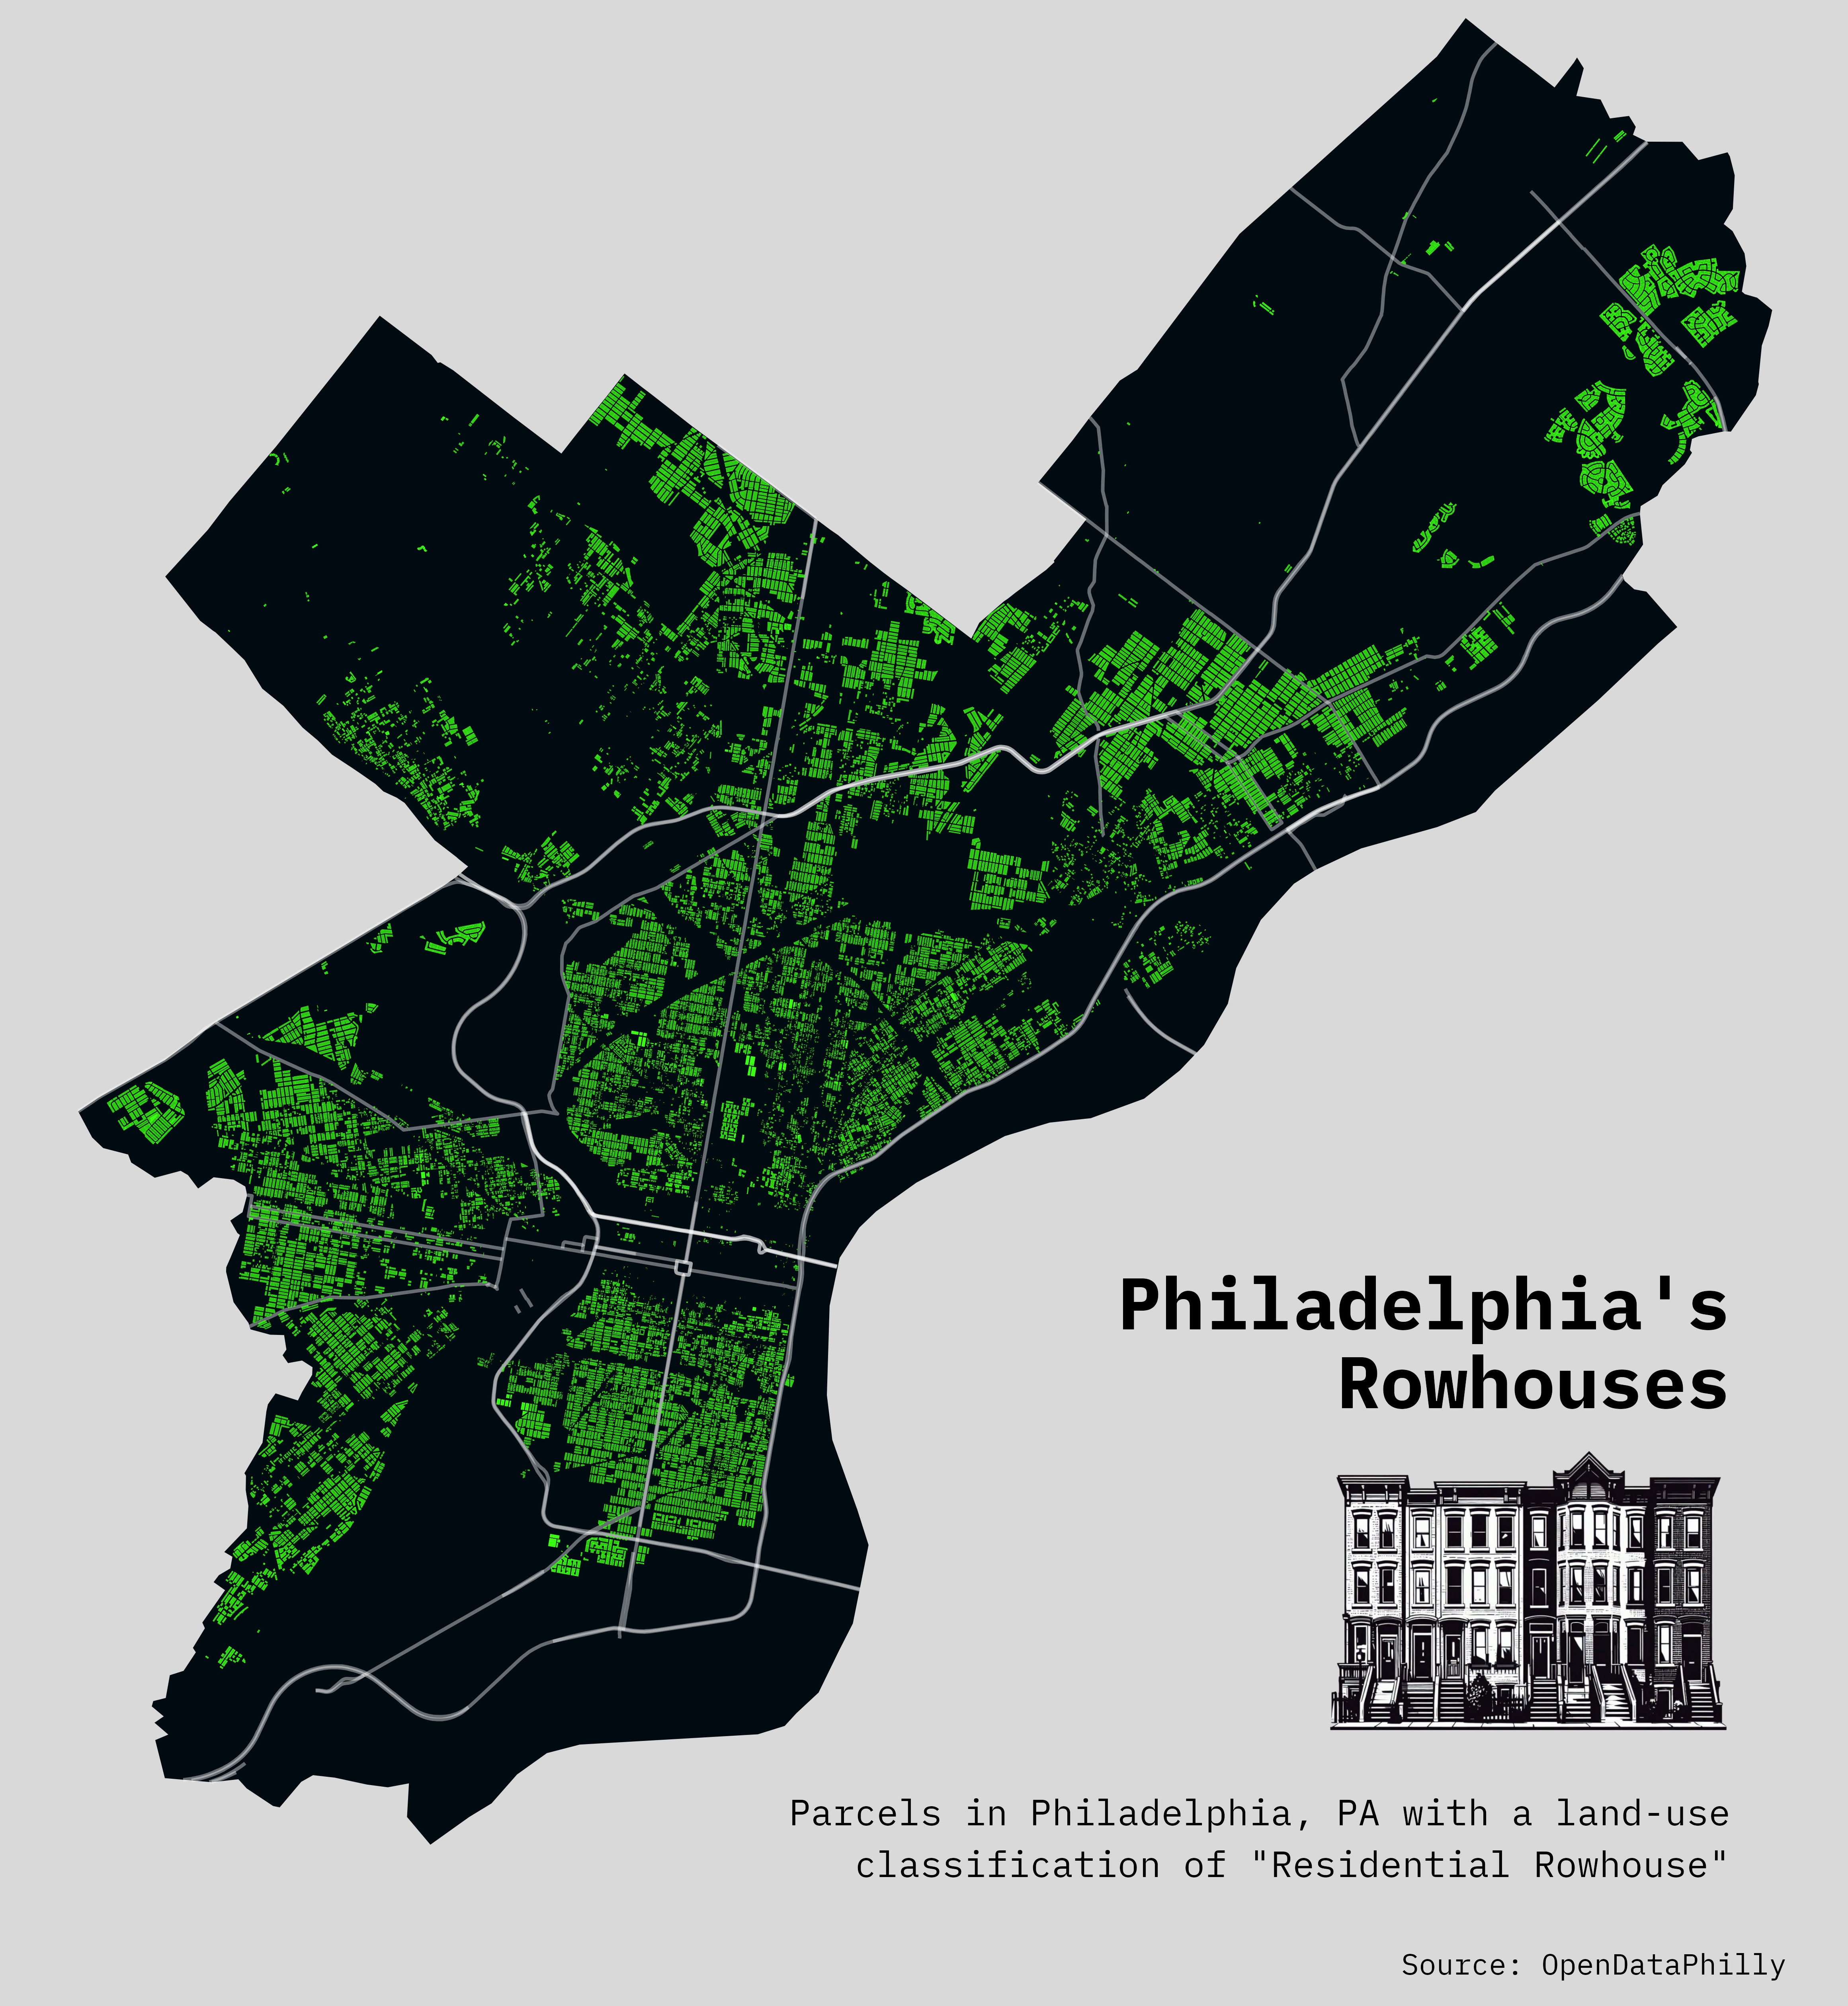 Philadelphia's
Rowhouses
Parcels in Philadelphia, PA with a land-use
classification of "Residential Rowhouse"
Source: OpenDataPhilly